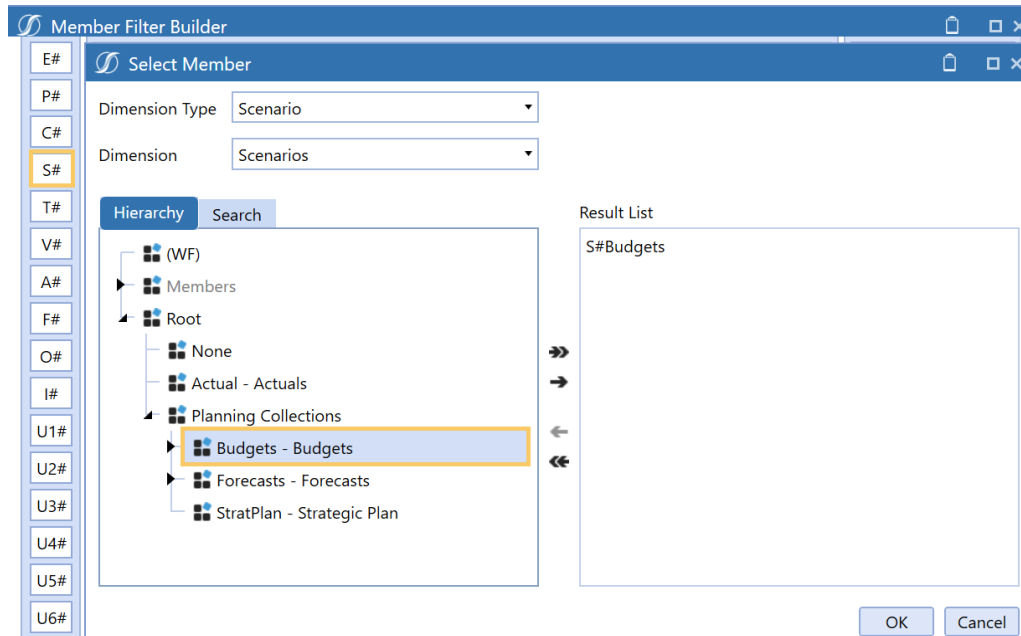 Member Filter Builder
E#
P#
C#
S#
T#
V#
A#
F#
O#
I#
U1#
U2#
U3#
U4#
U5#
U6#
Select Member
Dimension Type Scenario
Dimension Scenarios
Hierarchy Search
(WF)
Members
Root
None
Actual - Actuals
Planning Collections
Budgets - Budgets
Forecasts - Forecasts
StratPlan - Strategic Plan
Result List
S#Budgets
OK Cancel